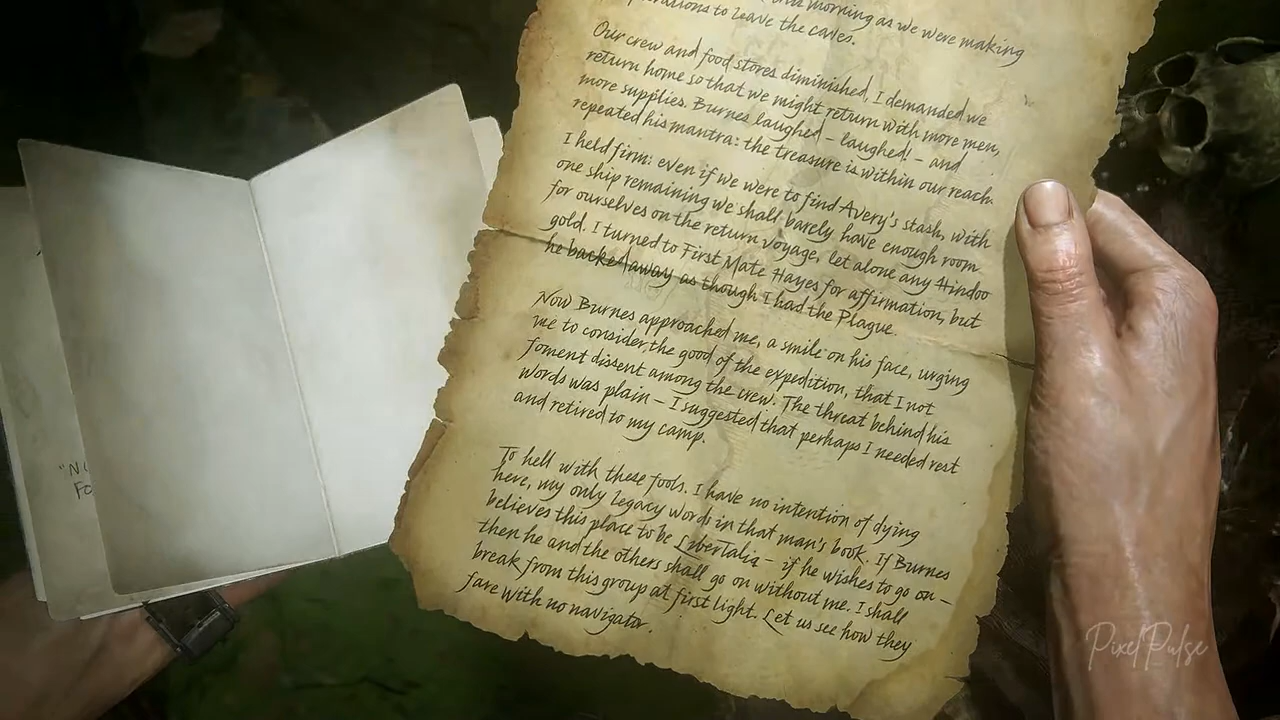 morning as we were making
to leave the caves.
Our crew and food stores diminished, I demanded we
return home so that we might return with more men,
more supplies. Burnes laughed – laughed! – and
repeated his mantra: the treasure is within our reach.
I held firm: even if we were to find Avery's stash, with
one ship remaining we shall barely have enough room
for ourselves on the return voyage, let alone any Hindoo
gold. I turned to First Mate Hayes for affirmation, but
he backed away as though I had the Plague.
Now Burnes approached me, a smile on his face, urging
me to consider the good of the expedition, that I not
foment dissent among the crew. The threat behind his
words was plain – I suggested that perhaps I needed rest
and retired to my camp.
To hell with these fools. I have no intention of dying
here, my only legacy words in that man's book. If Burnes
believes this place to be Libertalia – if he wishes to go on –
then he and the others shall go on without me. I shall
break from this group at first light. Let us see how they
fare with no navigator.
PixelPulse